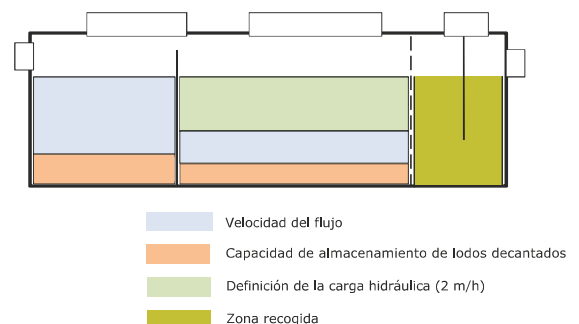 Velocidad del flujo
Capacidad de almacenamiento de lodos decantados
Definición de la carga hidráulica (2 m/h)
Zona recogida